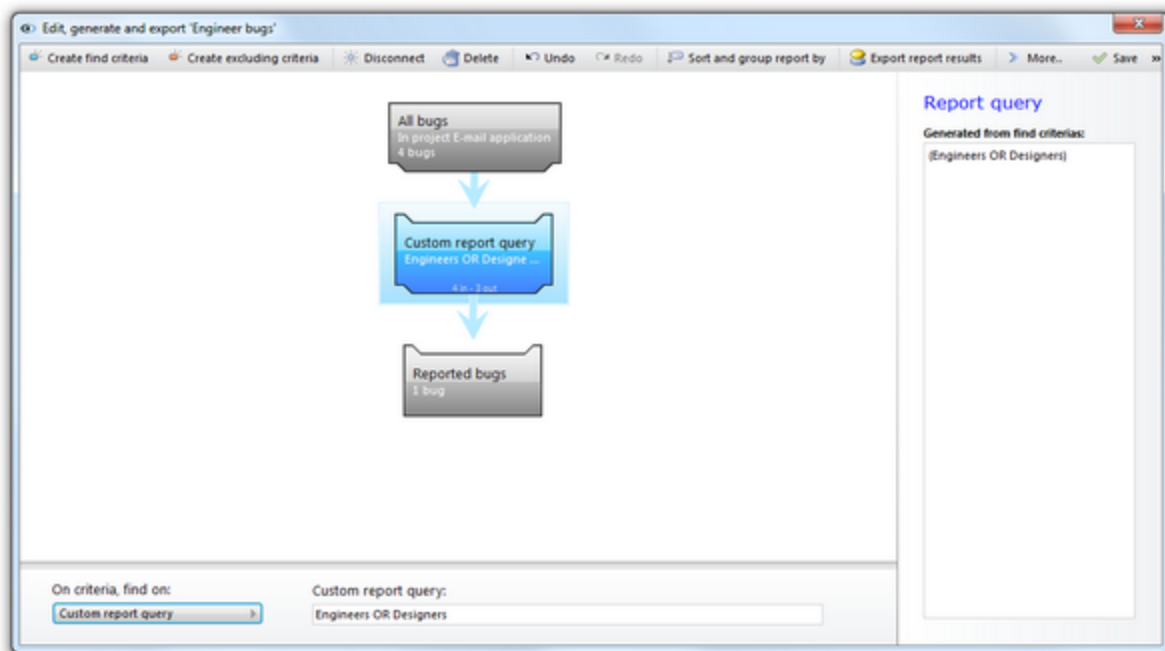 Edit, generate and export 'Engineer bugs'
Create find criteria Create excluding criteria Disconnect Delete Undo Redo Sort and group report by Export report results More.. Save »
All bugs
In project E-mail application
4 bugs
Custom report query
Engineers OR Designe ...
4 in - 3 out
Reported bugs
1 bug
Report query
Generated from find criterias:
(Engineers OR Designers)
On criteria, find on:
Custom report query
Custom report query:
Engineers OR Designers